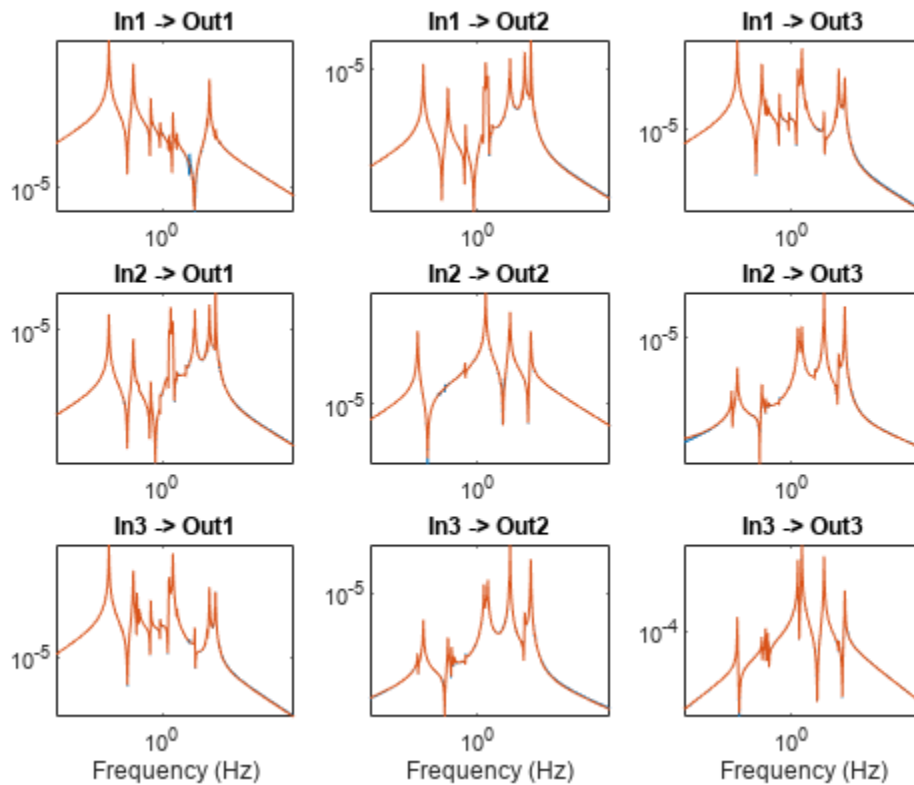 In1 -> Out1 In1 -> Out2 In1 -> Out3
10^-5 10^-5 10^-5
10^0 10^0 10^0
In2 -> Out1 In2 -> Out2 In2 -> Out3
10^-5 10^-5 10^-5
10^0 10^0 10^0
In3 -> Out1 In3 -> Out2 In3 -> Out3
10^-5 10^-5 10^-4
10^0 10^0 10^0
Frequency (Hz) Frequency (Hz) Frequency (Hz)